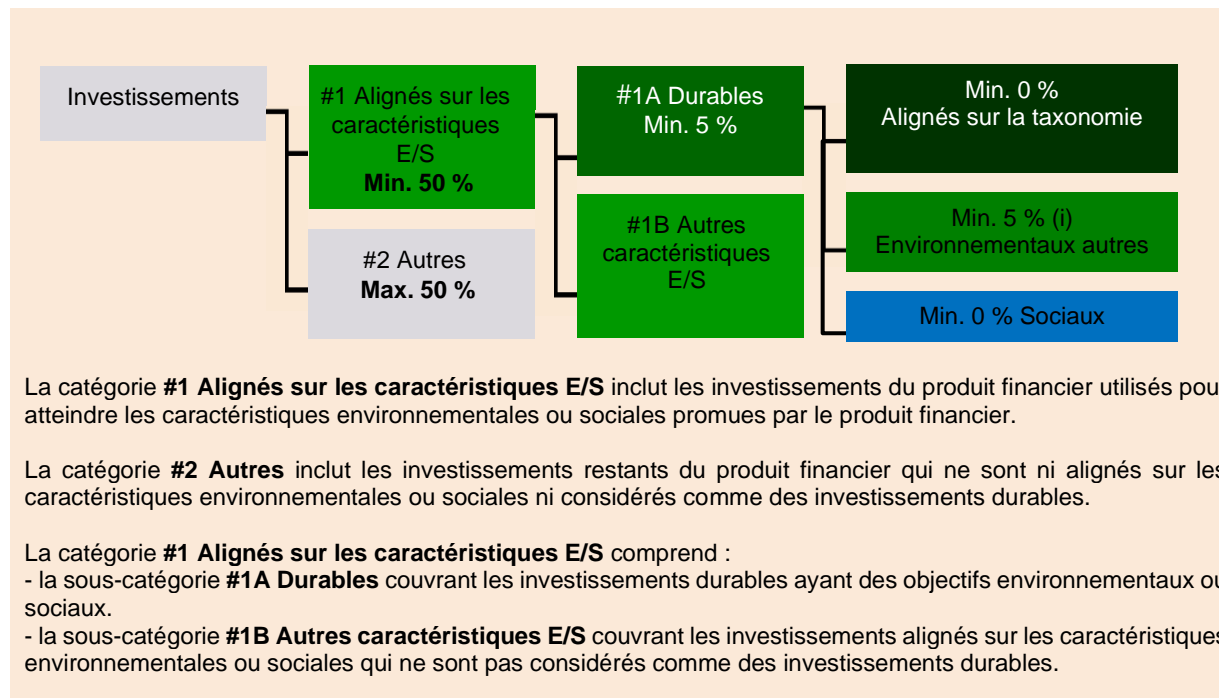 Investissements
#1 Alignés sur les
caractéristiques
E/S
Min. 50 %
#2 Autres
Max. 50 %
#1A Durables
Min. 5 %
#1B Autres
caractéristiques
E/S
Min. 0 %
Alignés sur la taxonomie
Min. 5 % (i)
Environnementaux autres
Min. 0 % Sociaux
La catégorie #1 Alignés sur les caractéristiques E/S inclut les investissements du produit financier utilisés pou
atteindre les caractéristiques environnementales ou sociales promues par le produit financier.
La catégorie #2 Autres inclut les investissements restants du produit financier qui ne sont ni alignés sur les
caractéristiques environnementales ou sociales ni considérés comme des investissements durables.
La catégorie #1 Alignés sur les caractéristiques E/S comprend :
- la sous-catégorie #1A Durables couvrant les investissements durables ayant des objectifs environnementaux ou
sociaux.
- la sous-catégorie #1B Autres caractéristiques E/S couvrant les investissements alignés sur les caractéristiques
environnementales ou sociales qui ne sont pas considérés comme des investissements durables.